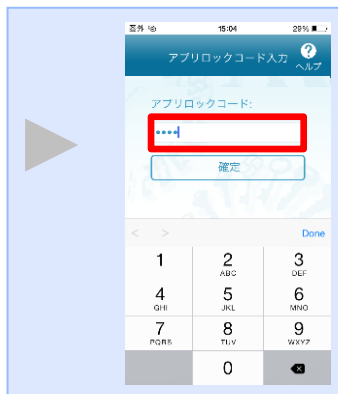 圏外 15:04 29%
アプリロックコード入力 ?
ヘルプ
アプリロックコード:
••••
確定
< > Done
1 2 3
ABC DEF
4 5 6
GHI JKL MNO
7 8 9
PQRS TUV WXYZ
0